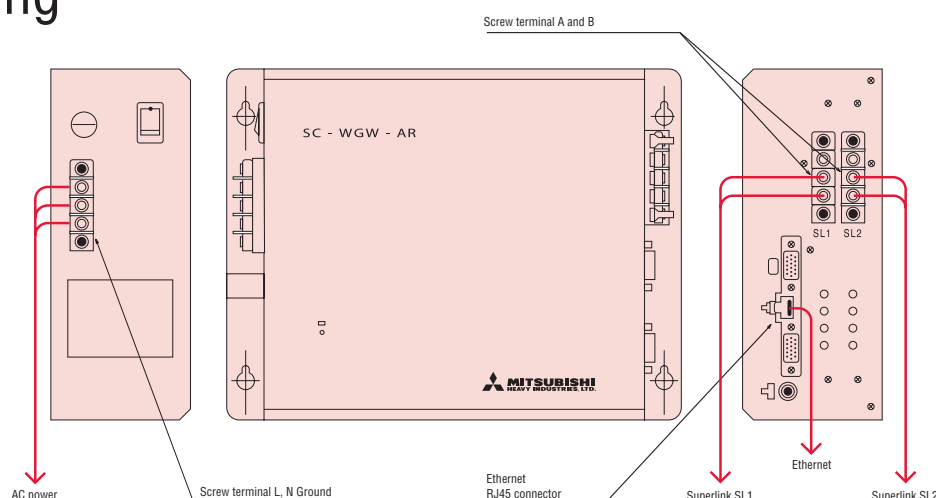 ng
Screw terminal A and B
SC - WGW - AR
SL1 SL2
MITSUBISHI
HEAVY INDUSTRIES, LTD.
Ethernet
AC power
Screw terminal L, N Ground
Ethernet
RJ45 connector
Superlink SL1
Superlink SL2